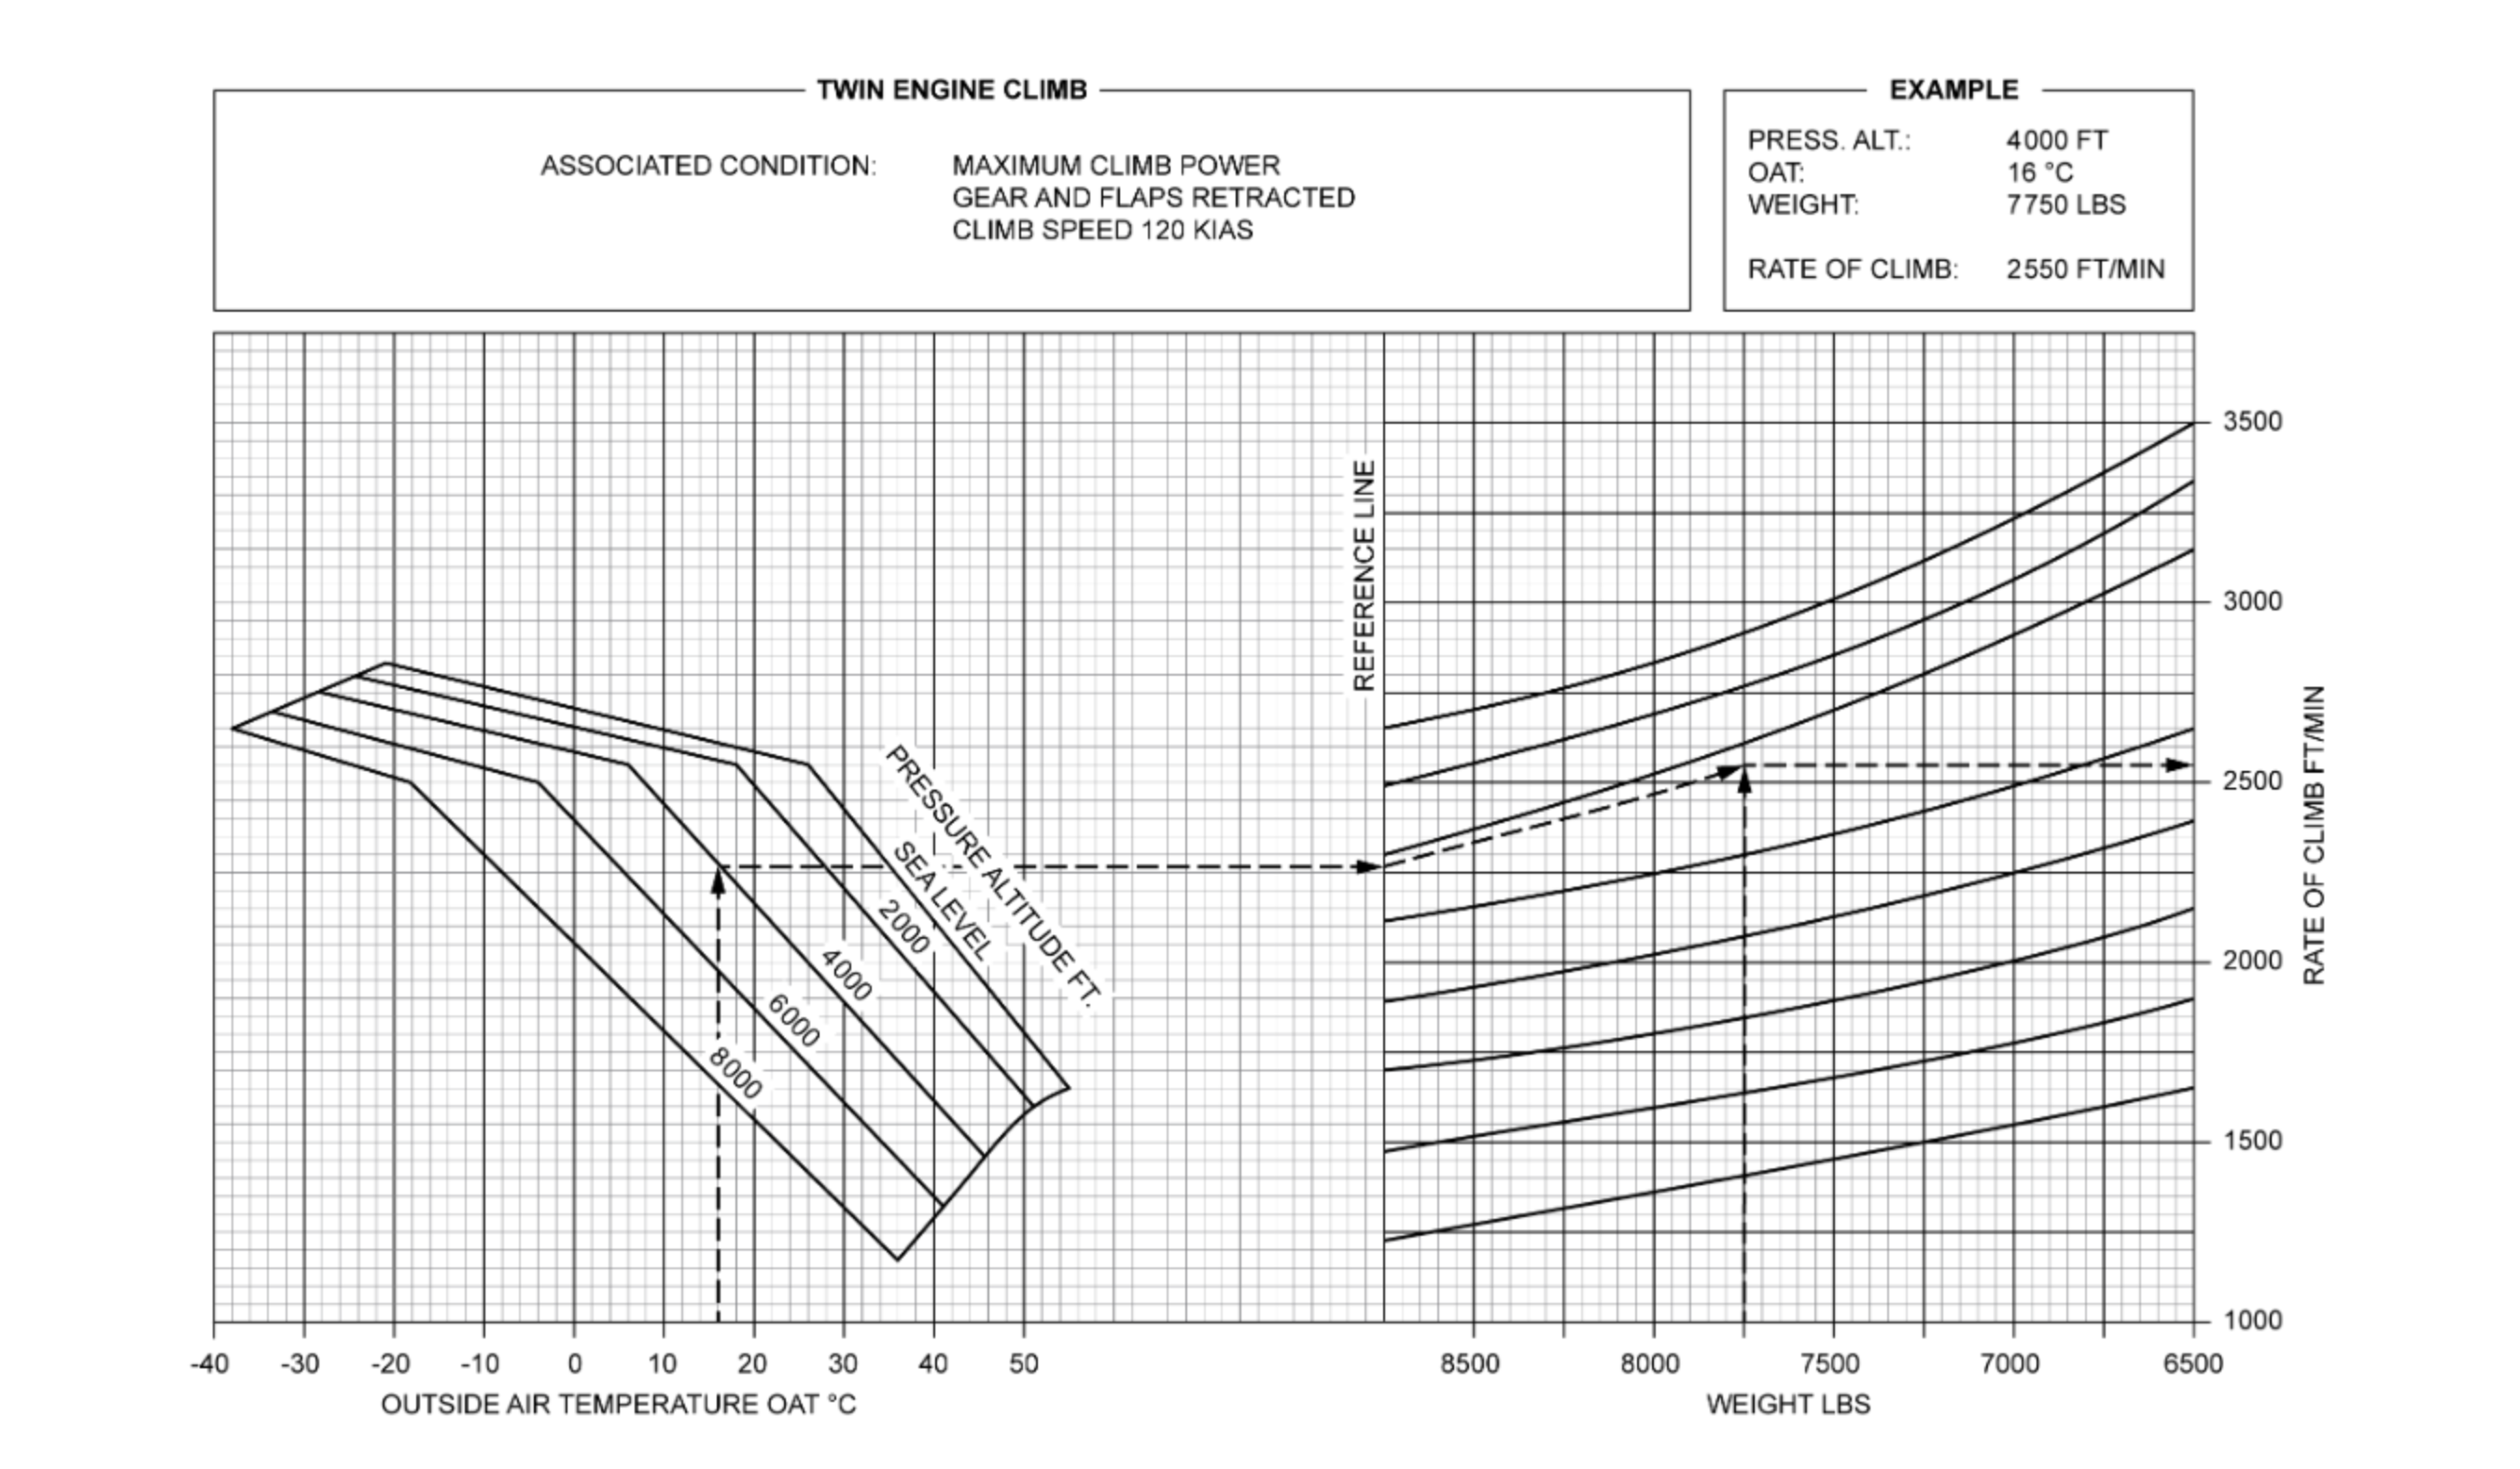 TWIN ENGINE CLIMB
ASSOCIATED CONDITION: MAXIMUM CLIMB POWER
GEAR AND FLAPS RETRACTED
CLIMB SPEED 120 KIAS
EXAMPLE
PRESS. ALT.: 4000 FT
OAT: 16 °C
WEIGHT: 7750 LBS
RATE OF CLIMB: 2550 FT/MIN
REFERENCE LINE
PRESSURE ALTITUDE FT.
SEA LEVEL
2000
4000
6000
8000
3500
3000
2500
2000
1500
1000
RATE OF CLIMB FT/MIN
-40 -30 -20 -10 0 10 20 30 40 50
OUTSIDE AIR TEMPERATURE OAT °C
8500 8000 7500 7000 6500
WEIGHT LBS